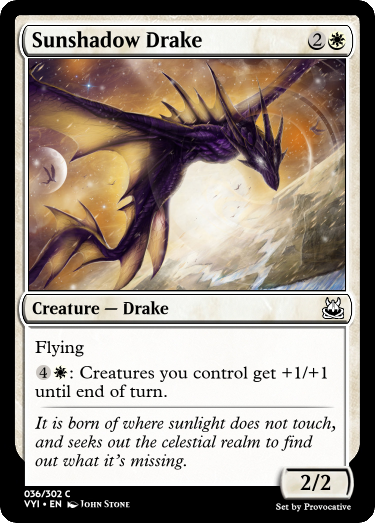 Sunshadow Drake 2
Creature — Drake
Flying
4 : Creatures you control get +1/+1
until end of turn.
It is born of where sunlight does not touch,
and seeks out the celestial realm to find
out what it's missing.
2/2
036/302 C
VYI • EN John Stone
Set by Provocative